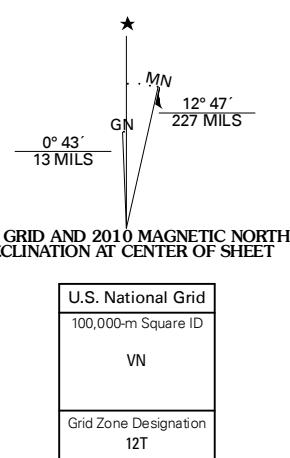 ★
MN
12° 47´
227 MILS
GN
0° 43´
13 MILS
GRID AND 2010 MAGNETIC NORTH
CLINATION AT CENTER OF SHEET
U.S. National Grid
100,000-m Square ID
VN
Grid Zone Designation
12T